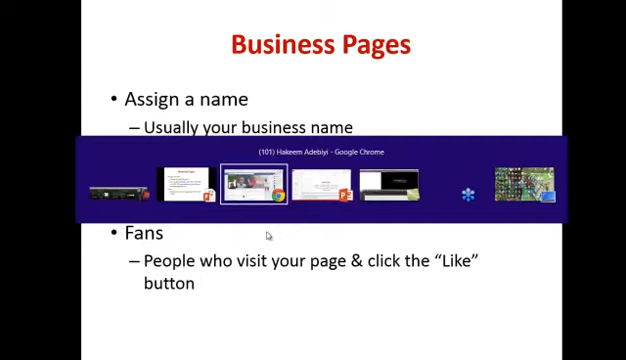 Business Pages
• Assign a name
– Usually your business name
(101) Hakeem Adebiyi - Google Chrome
• Fans
– People who visit your page & click the “Like”
button